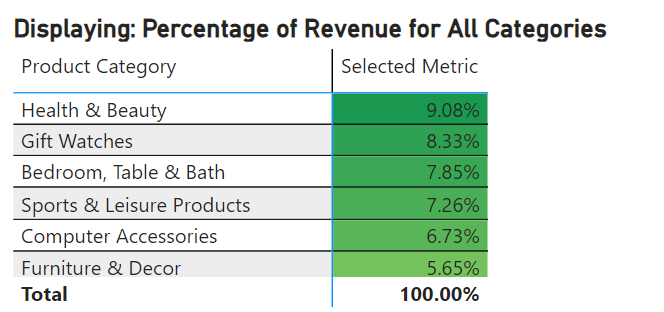 Displaying: Percentage of Revenue for All Categories
Product Category Selected Metric
Health & Beauty 9.08%
Gift Watches 8.33%
Bedroom, Table & Bath 7.85%
Sports & Leisure Products 7.26%
Computer Accessories 6.73%
Furniture & Decor 5.65%
Total 100.00%